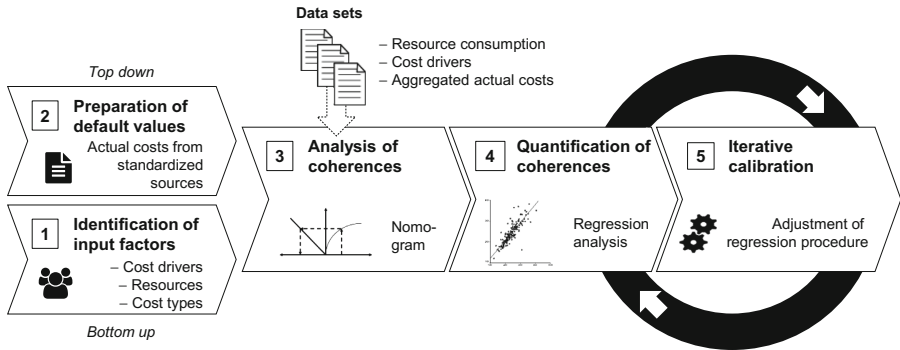 Data sets
– Resource consumption
– Cost drivers
– Aggregated actual costs
Top down
2 Preparation of
default values
Actual costs from
standardized
sources
1 Identification of
input factors
– Cost drivers
– Resources
– Cost types
Bottom up
3 Analysis of
coherences
Nomo-
gram
4 Quantification of
coherences
Regression
analysis
5 Iterative
calibration
Adjustment of
regression procedure